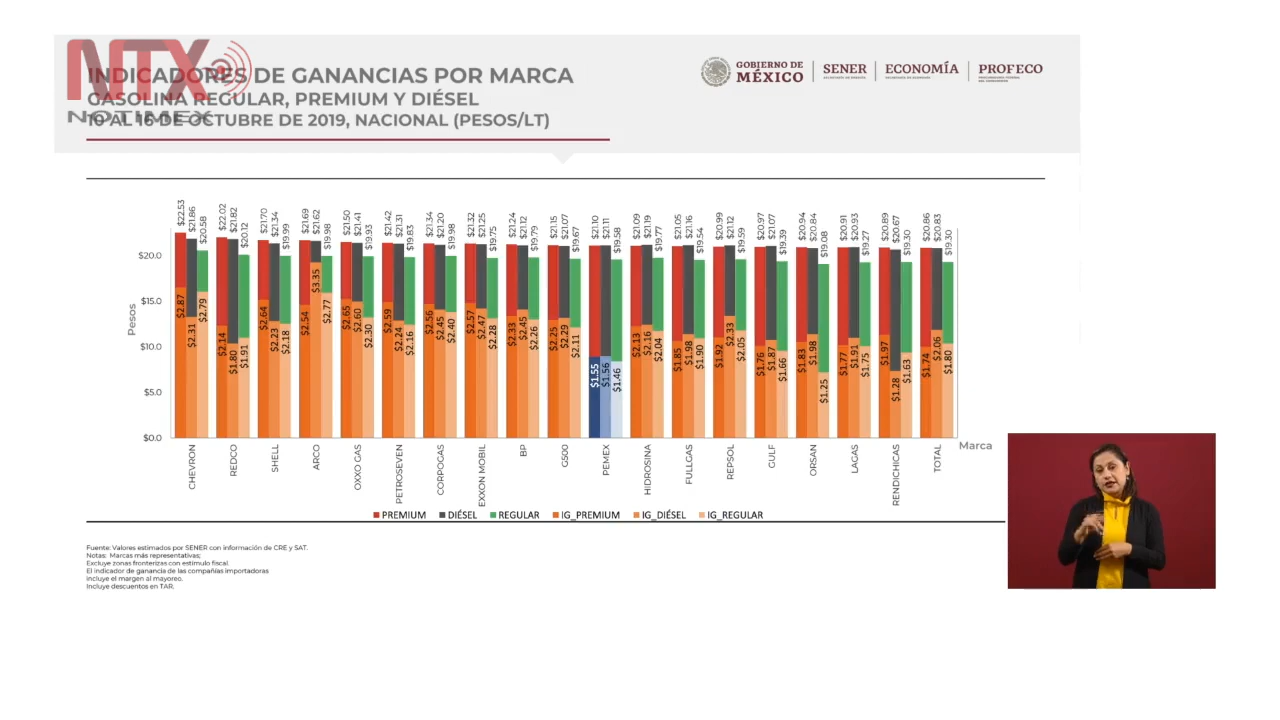 NTX
NOTIMEX
INDICADORES DE GANANCIAS POR MARCA
GASOLINA REGULAR, PREMIUM Y DIÉSEL
10 AL 16 DE OCTUBRE DE 2019, NACIONAL (PESOS/LT)
GOBIERNO DE
MÉXICO
SENER
ECONOMÍA
PROFECO
$22.53 $21.86 $20.58
$22.02 $21.82 $20.12
$21.70 $21.34 $19.99
$21.69 $21.62 $19.98
$21.50 $21.41 $19.93
$21.42 $21.31 $19.83
$21.34 $21.20 $19.98
$21.32 $21.25 $19.75
$21.24 $21.12 $19.79
$21.15 $21.07 $19.67
$21.10 $21.11 $19.58
$21.09 $21.19 $19.77
$21.05 $21.16 $19.54
$20.99 $21.12 $19.59
$20.97 $21.07 $19.39
$20.94 $20.84 $19.08
$20.91 $20.93 $19.27
$20.89 $20.67 $19.30
$20.86 $20.83 $19.30
$20.0
$15.0
$10.0
$5.0
$0.0
Pesos
$2.87 $2.31 $2.79
$2.14 $1.80 $1.91
$2.64 $2.23 $2.18
$2.54 $3.35 $2.77
$2.65 $2.60 $2.30
$2.59 $2.24 $2.16
$2.56 $2.45 $2.40
$2.57 $2.47 $2.28
$2.33 $2.45 $2.26
$2.25 $2.29 $2.11
$1.55 $1.56 $1.46
$2.13 $2.16 $2.04
$1.85 $1.98 $1.90
$1.92 $2.33 $2.05
$1.76 $1.87 $1.66
$1.83 $1.98 $1.25
$1.77 $1.91 $1.75
$1.97 $1.28 $1.63
$1.74 $2.06 $1.80
CHEVRON
REDCO
SHELL
ARCO
OXXO GAS
PETROSEVEN
CORPOGAS
EXXON MOBIL
BP
G500
PEMEX
HIDROSINA
FULLGAS
REPSOL
GULF
ORSAN
LAGAS
RENDICHICAS
TOTAL
Marca
PREMIUM DIÉSEL REGULAR IG_PREMIUM IG_DIÉSEL IG_REGULAR
Fuente: Valores estimados por SENER con información de CRE y SAT.
Notas: Marcas más representativas;
Excluye zonas fronterizas con estímulo fiscal.
El indicador de ganancia de las compañías importadoras
incluye el margen al mayoreo.
Incluye descuentos en TAR.